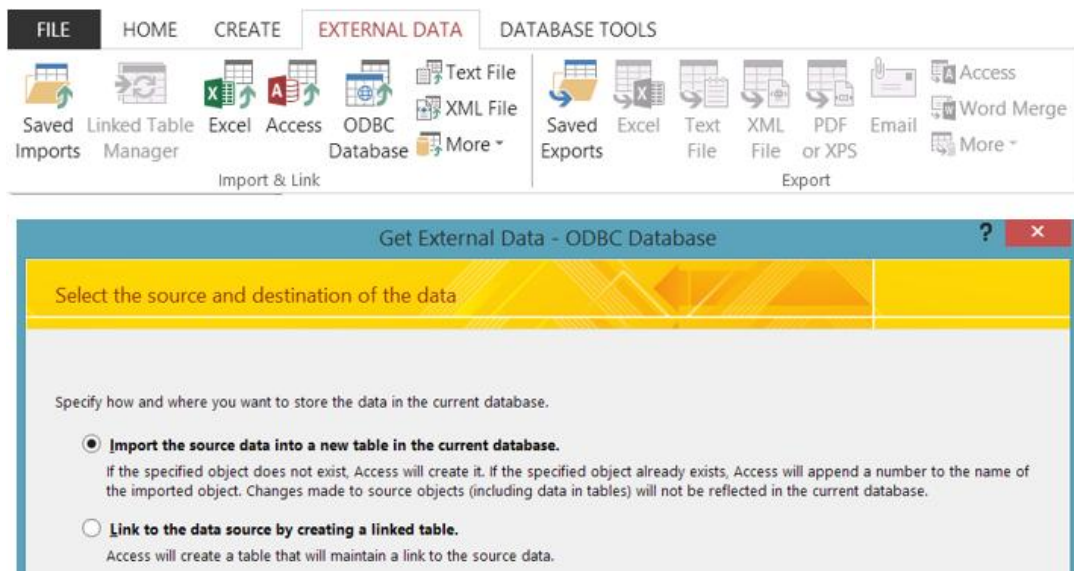 FILE HOME CREATE EXTERNAL DATA DATABASE TOOLS
Saved Imports
Linked Table Manager
Excel
Access
ODBC Database
Text File
XML File
More
Import & Link
Saved Exports
Excel
Text File
XML File
PDF or XPS
Email
Access
Word Merge
More
Export
Get External Data - ODBC Database ? ×
Select the source and destination of the data
Specify how and where you want to store the data in the current database.
Import the source data into a new table in the current database.
If the specified object does not exist, Access will create it. If the specified object already exists, Access will append a number to the name of
the imported object. Changes made to source objects (including data in tables) will not be reflected in the current database.
Link to the data source by creating a linked table.
Access will create a table that will maintain a link to the source data.